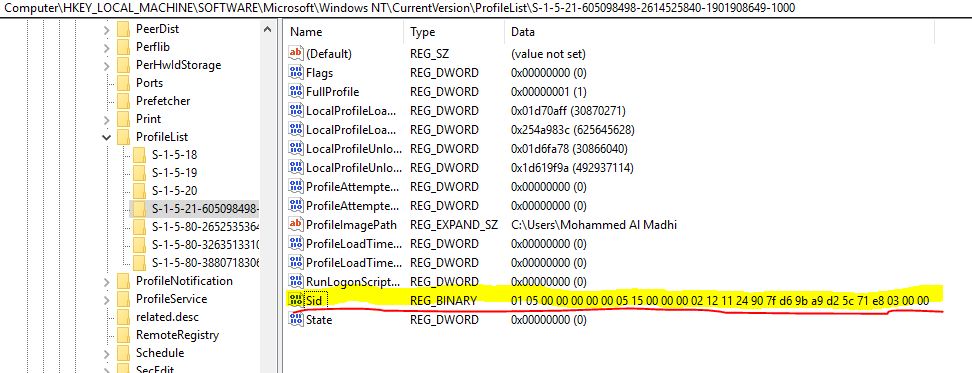 Computer\HKEY_LOCAL_MACHINE\SOFTWARE\Microsoft\Windows NT\CurrentVersion\ProfileList\S-1-5-21-605098498-2614525840-1901908649-1000
PeerDist
Perflib
PerHwIdStorage
Ports
Prefetcher
Print
ProfileList
S-1-5-18
S-1-5-19
S-1-5-20
S-1-5-21-605098498-
S-1-5-80-2652535364
S-1-5-80-3263513310
S-1-5-80-3880718306
ProfileNotification
ProfileService
related.desc
RemoteRegistry
Schedule
SecEdit
Name Type Data
(Default) REG_SZ (value not set)
Flags REG_DWORD 0x00000000 (0)
FullProfile REG_DWORD 0x00000001 (1)
LocalProfileLoa... REG_DWORD 0x01d70aff (30870271)
LocalProfileLoa... REG_DWORD 0x254a983c (625645628)
LocalProfileUnlo... REG_DWORD 0x01d6fa78 (30866040)
LocalProfileUnlo... REG_DWORD 0x1d619f9a (492937114)
ProfileAttempte... REG_DWORD 0x00000000 (0)
ProfileAttempte... REG_DWORD 0x00000000 (0)
ProfileImagePath REG_EXPAND_SZ C:\Users\Mohammed Al Madhi
ProfileLoadTime... REG_DWORD 0x00000000 (0)
ProfileLoadTime... REG_DWORD 0x00000000 (0)
RunLogonScript... REG_DWORD 0x00000000 (0)
Sid REG_BINARY 01 05 00 00 00 00 00 05 15 00 00 00 02 12 11 24 90 7f d6 9b a9 d2 5c 71 e8 03 00 00
State REG_DWORD 0x00000000 (0)